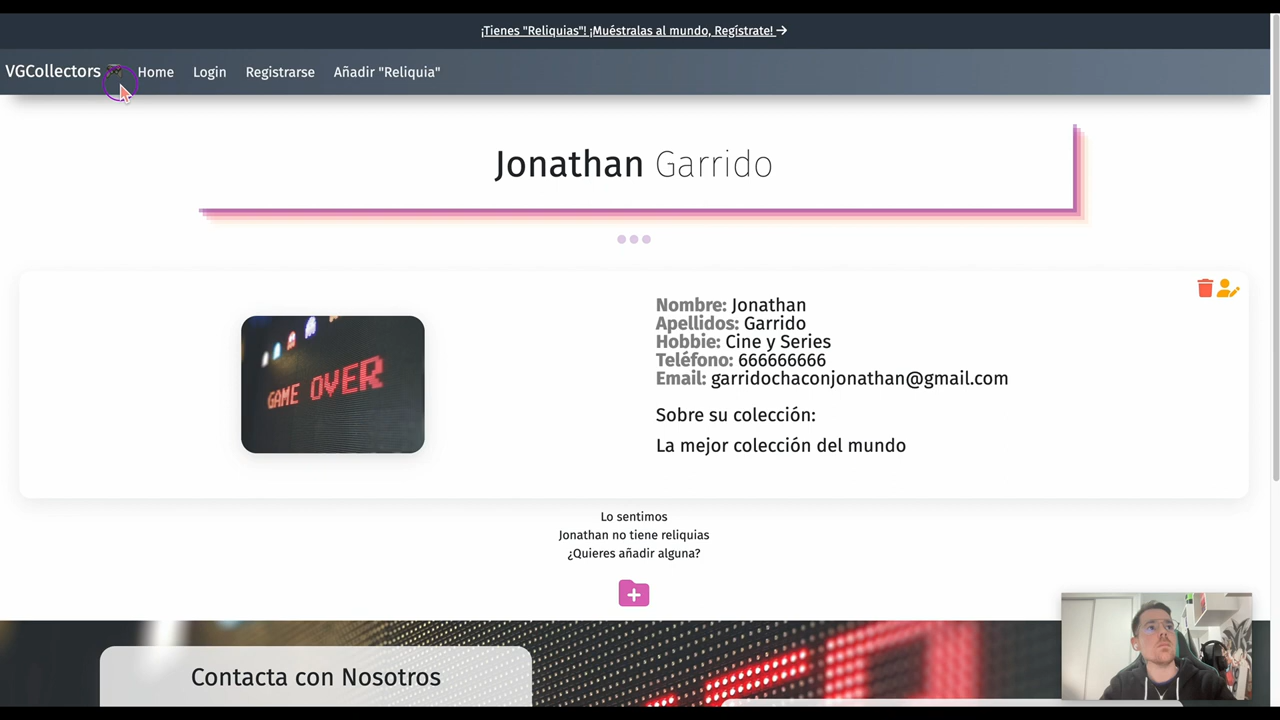 ¡Tienes "Reliquias"! ¡Muéstralas al mundo, Regístrate!
VGCollectors Home Login Registrarse Añadir "Reliquia"
Jonathan Garrido
GAME OVER
Nombre: Jonathan
Apellidos: Garrido
Hobbie: Cine y Series
Teléfono: 666666666
Email: garridochaconjonathan@gmail.com
Sobre su colección:
La mejor colección del mundo
Lo sentimos
Jonathan no tiene reliquias
¿Quieres añadir alguna?
Contacta con Nosotros